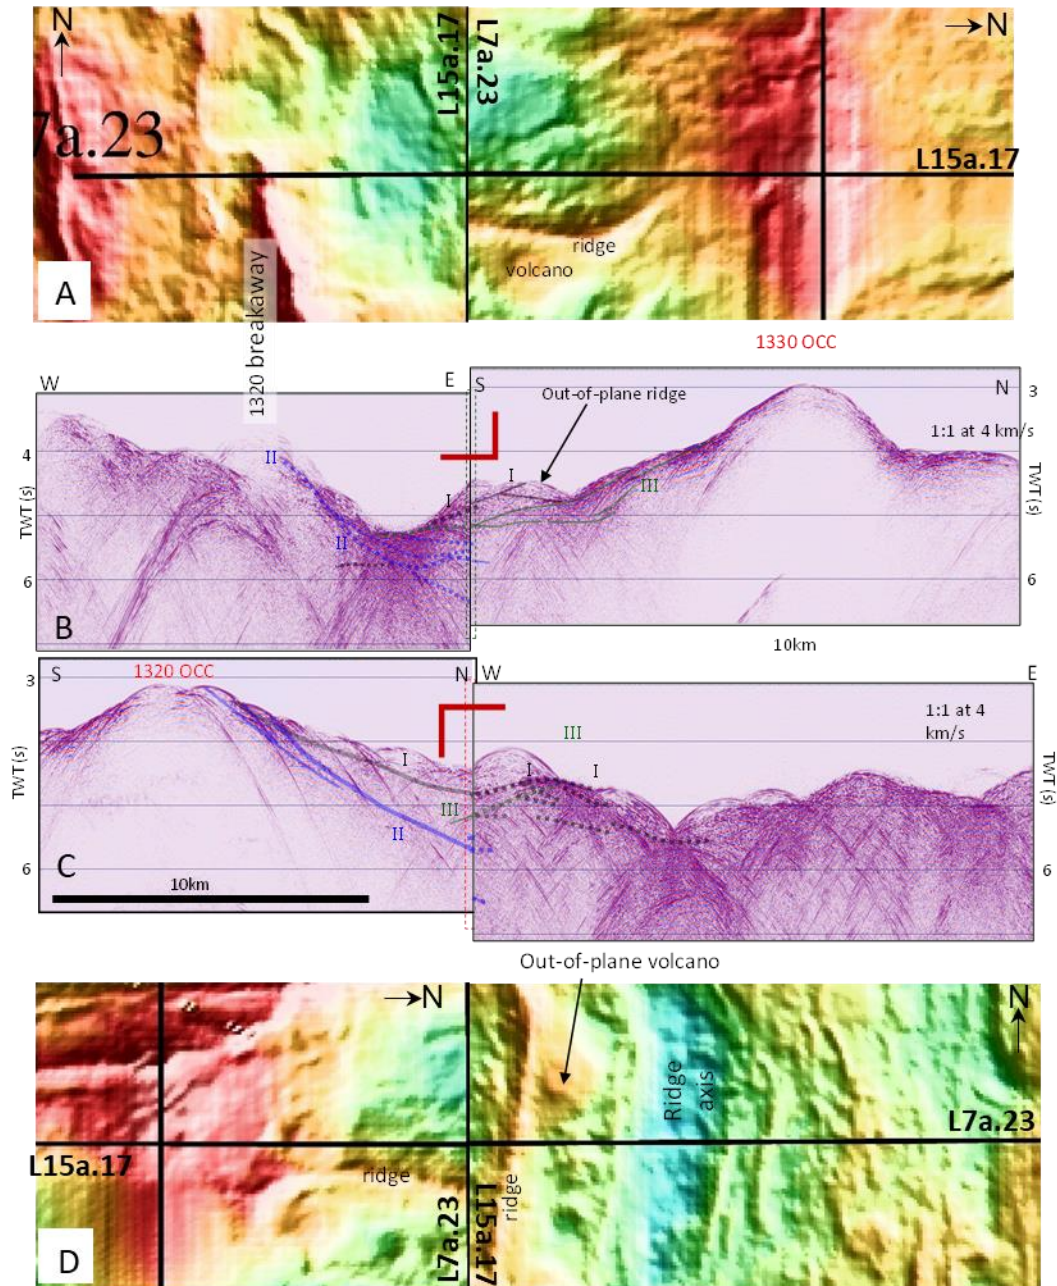 N
L15a.17
L7a.23
N
7a.23
L15a.17
ridge
volcano
A
1320 breakaway
1330 OCC
W
E
S
Out-of-plane ridge
N
3
1:1 at 4 km/s
4
II
I
I
III
TWT (s)
TWT (s)
II
6
6
B
10km
S
1320 OCC
N
W
E
3
1:1 at 4
km/s
III
I
I
I
TWT (s)
TWT (s)
III
II
6
6
C
10km
Out-of-plane volcano
N
N
L7a.23
L15a.17
Ridge
axis
L7a.23
L15a.17
ridge
ridge
D